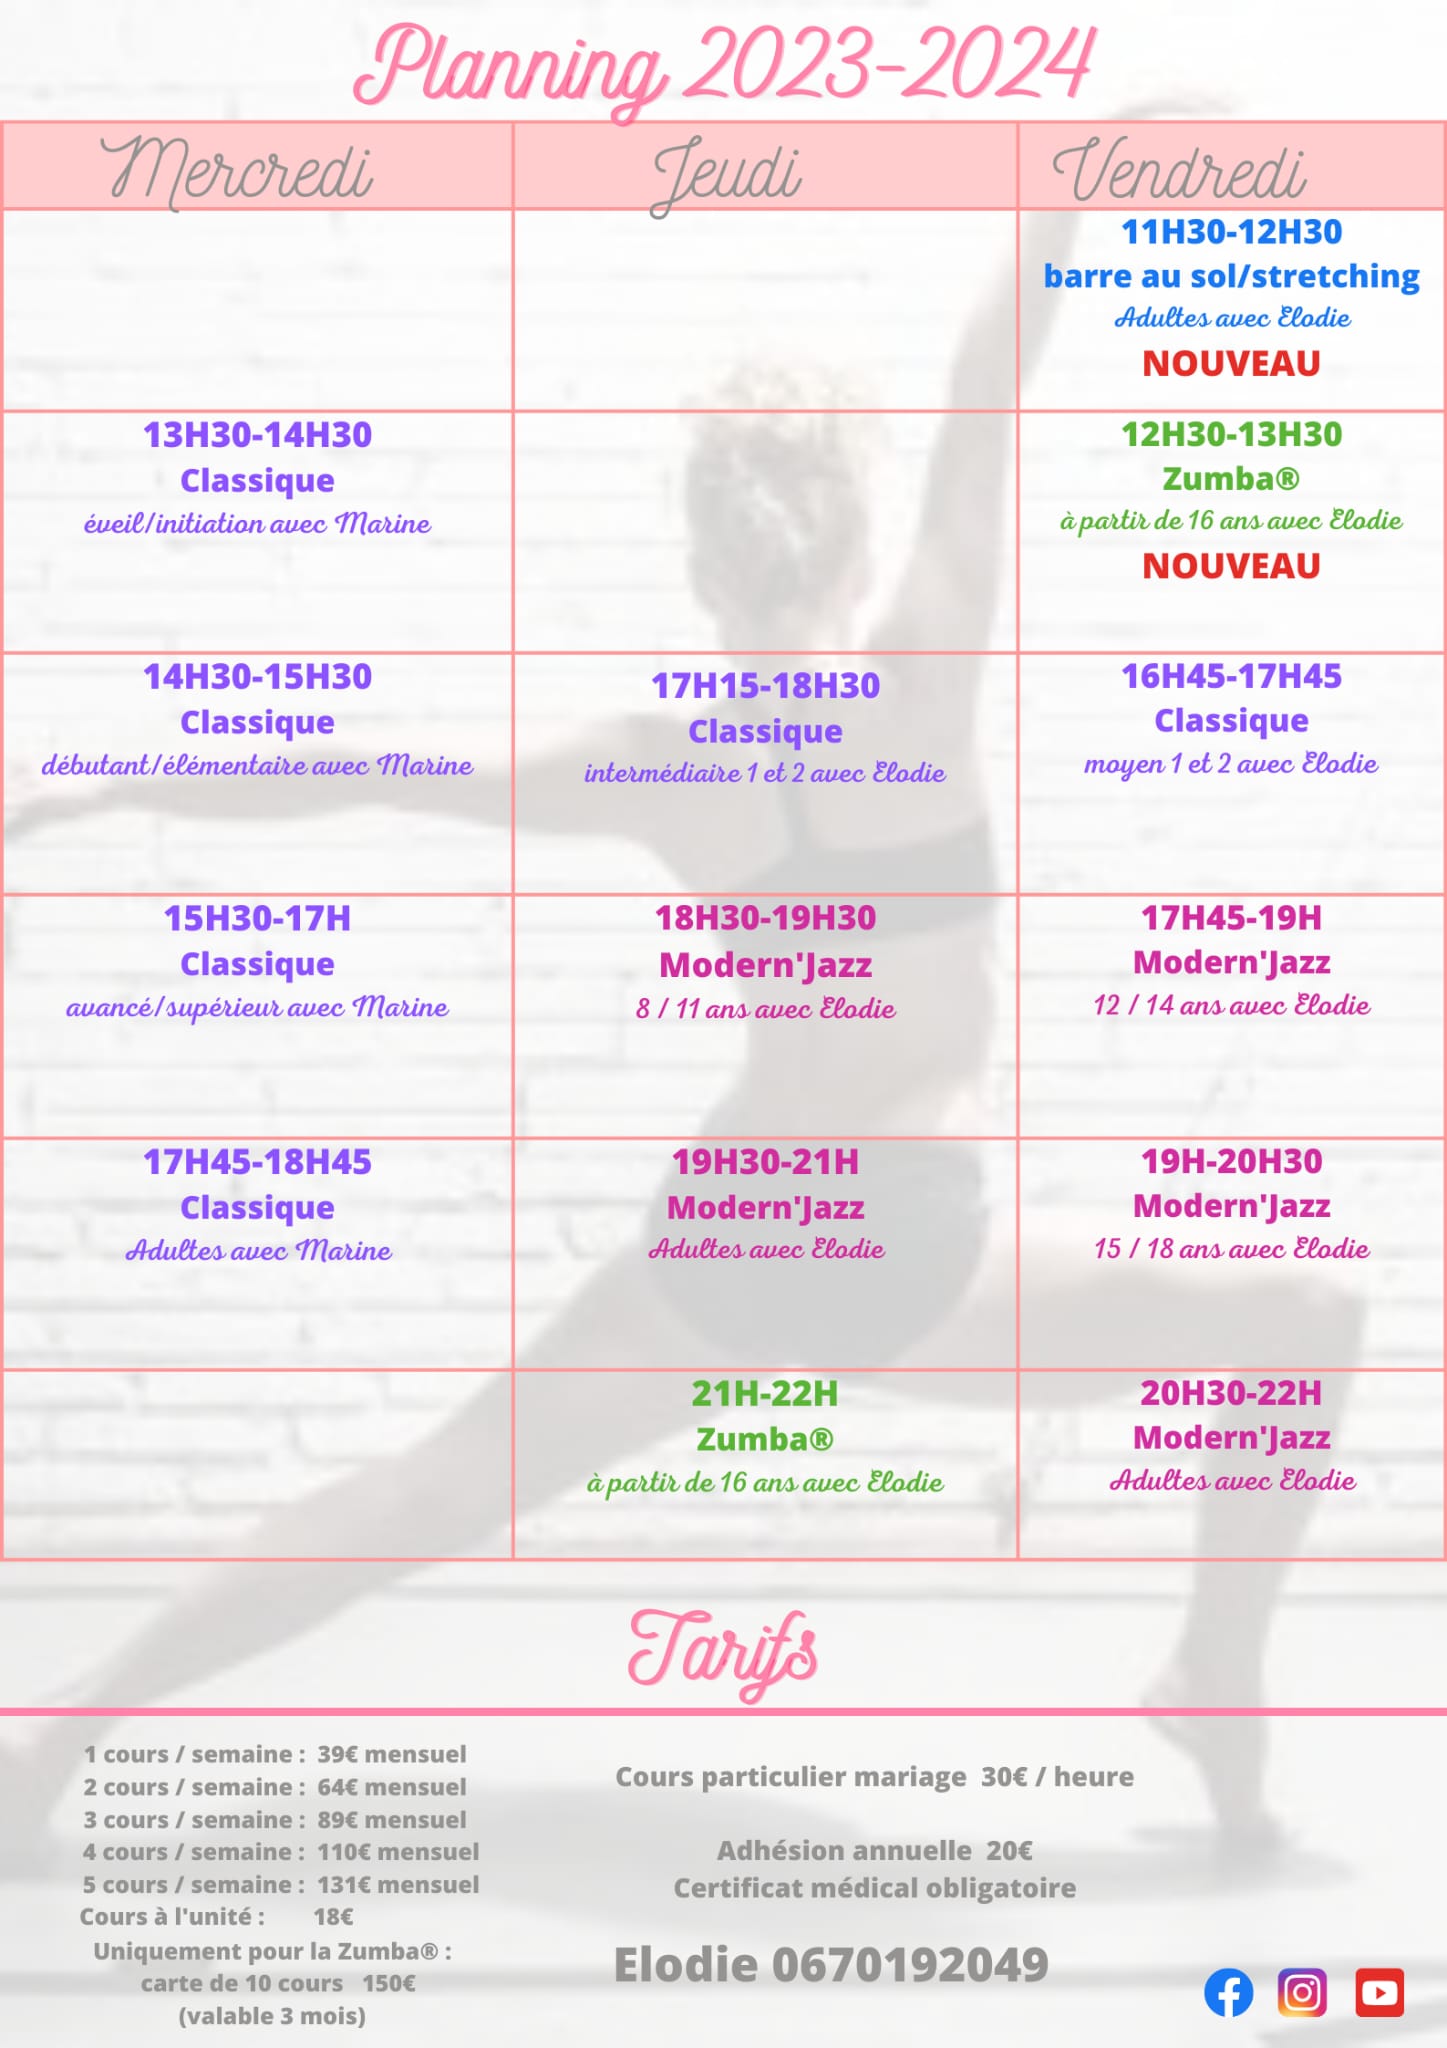 Planning 2023-2024
Mercredi
Jeudi
Vendredi
11H30-12H30
barre au sol/stretching
Adultes avec Elodie
NOUVEAU
13H30-14H30
Classique
éveil/initiation avec Marine
12H30-13H30
Zumba®
à partir de 16 ans avec Elodie
NOUVEAU
14H30-15H30
Classique
débutant/élémentaire avec Marine
17H15-18H30
Classique
intermédiaire 1 et 2 avec Elodie
16H45-17H45
Classique
moyen 1 et 2 avec Elodie
15H30-17H
Classique
avancé/supérieur avec Marine
18H30-19H30
Modern'Jazz
8 / 11 ans avec Elodie
17H45-19H
Modern'Jazz
12 / 14 ans avec Elodie
17H45-18H45
Classique
Adultes avec Marine
19H30-21H
Modern'Jazz
Adultes avec Elodie
19H-20H30
Modern'Jazz
15 / 18 ans avec Elodie
21H-22H
Zumba®
à partir de 16 ans avec Elodie
20H30-22H
Modern'Jazz
Adultes avec Elodie
Tarifs
1 cours / semaine : 39€ mensuel
2 cours / semaine : 64€ mensuel
3 cours / semaine : 89€ mensuel
4 cours / semaine : 110€ mensuel
5 cours / semaine : 131€ mensuel
Cours à l'unité : 18€
Uniquement pour la Zumba® :
carte de 10 cours 150€
(valable 3 mois)
Cours particulier mariage 30€ / heure
Adhésion annuelle 20€
Certificat médical obligatoire
Elodie 0670192049